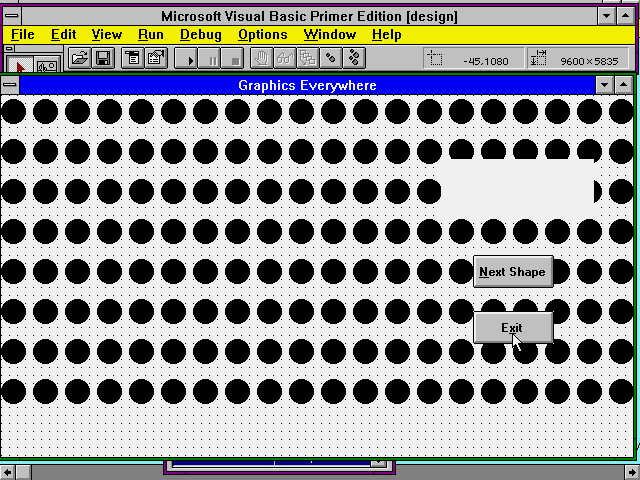 Microsoft Visual Basic Primer Edition [design]
File Edit View Run Debug Options Window Help
-45,1080 9600×5835
Graphics Everywhere
Next Shape
Exit